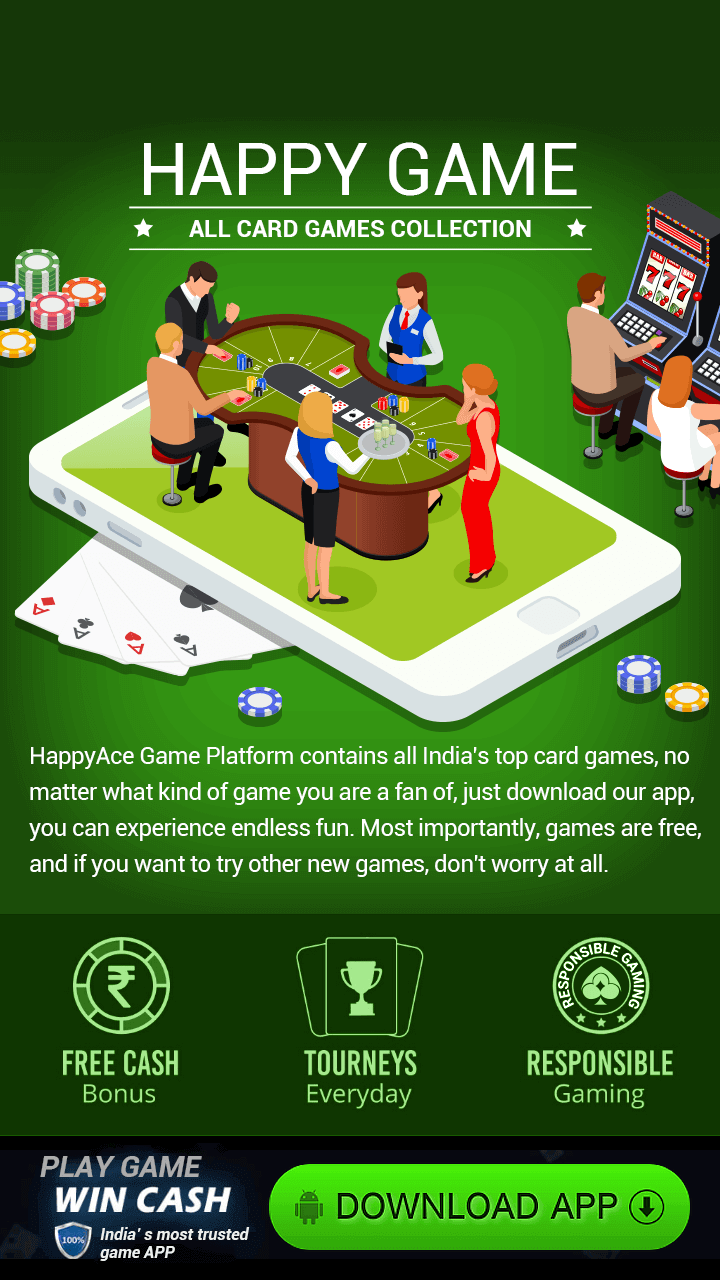 HAPPY GAME
ALL CARD GAMES COLLECTION
777
A
A
A
A
HappyAce Game Platform contains all India's top card games, no
matter what kind of game you are a fan of, just download our app,
you can experience endless fun. Most importantly, games are free,
and if you want to try other new games, don't worry at all.
RESPONSIBLE GAMING
FREE CASH
Bonus
TOURNEYS
Everyday
RESPONSIBLE
Gaming
PLAY GAME
WIN CASH
100%
India's most trusted
game APP
DOWNLOAD APP